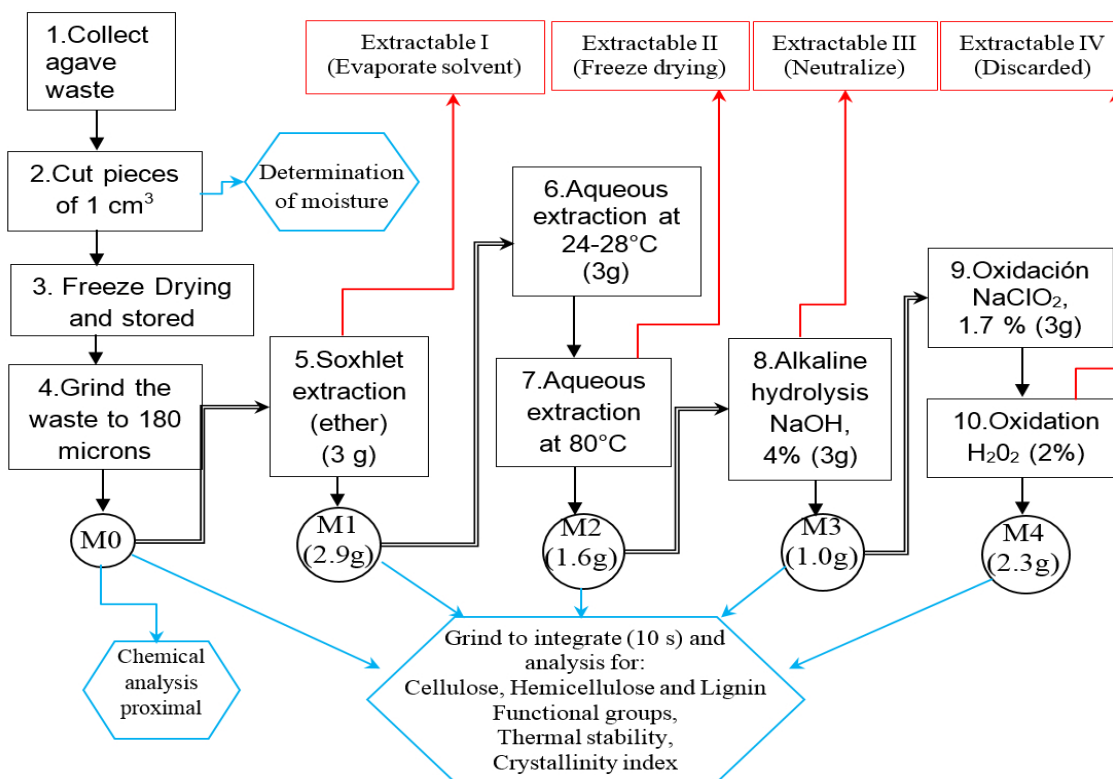 1.Collect
agave
waste
Extractable I
(Evaporate solvent)
Extractable II
(Freeze drying)
Extractable III
(Neutralize)
Extractable IV
(Discarded)
2.Cut pieces
of 1 cm³
Determination
of moisture
3. Freeze Drying
and stored
4.Grind the
waste to 180
microns
5.Soxhlet
extraction
(ether)
(3 g)
6.Aqueous
extraction at
24-28°C
(3g)
7.Aqueous
extraction
at 80°C
8.Alkaline
hydrolysis
NaOH,
4% (3g)
9.Oxidación
NaClO₂,
1.7 % (3g)
10.Oxidation
H₂0₂ (2%)
M0
M1
(2.9g)
M2
(1.6g)
M3
(1.0g)
M4
(2.3g)
Chemical
analysis
proximal
Grind to integrate (10 s) and
analysis for:
Cellulose, Hemicellulose and Lignin
Functional groups,
Thermal stability,
Crystallinity index